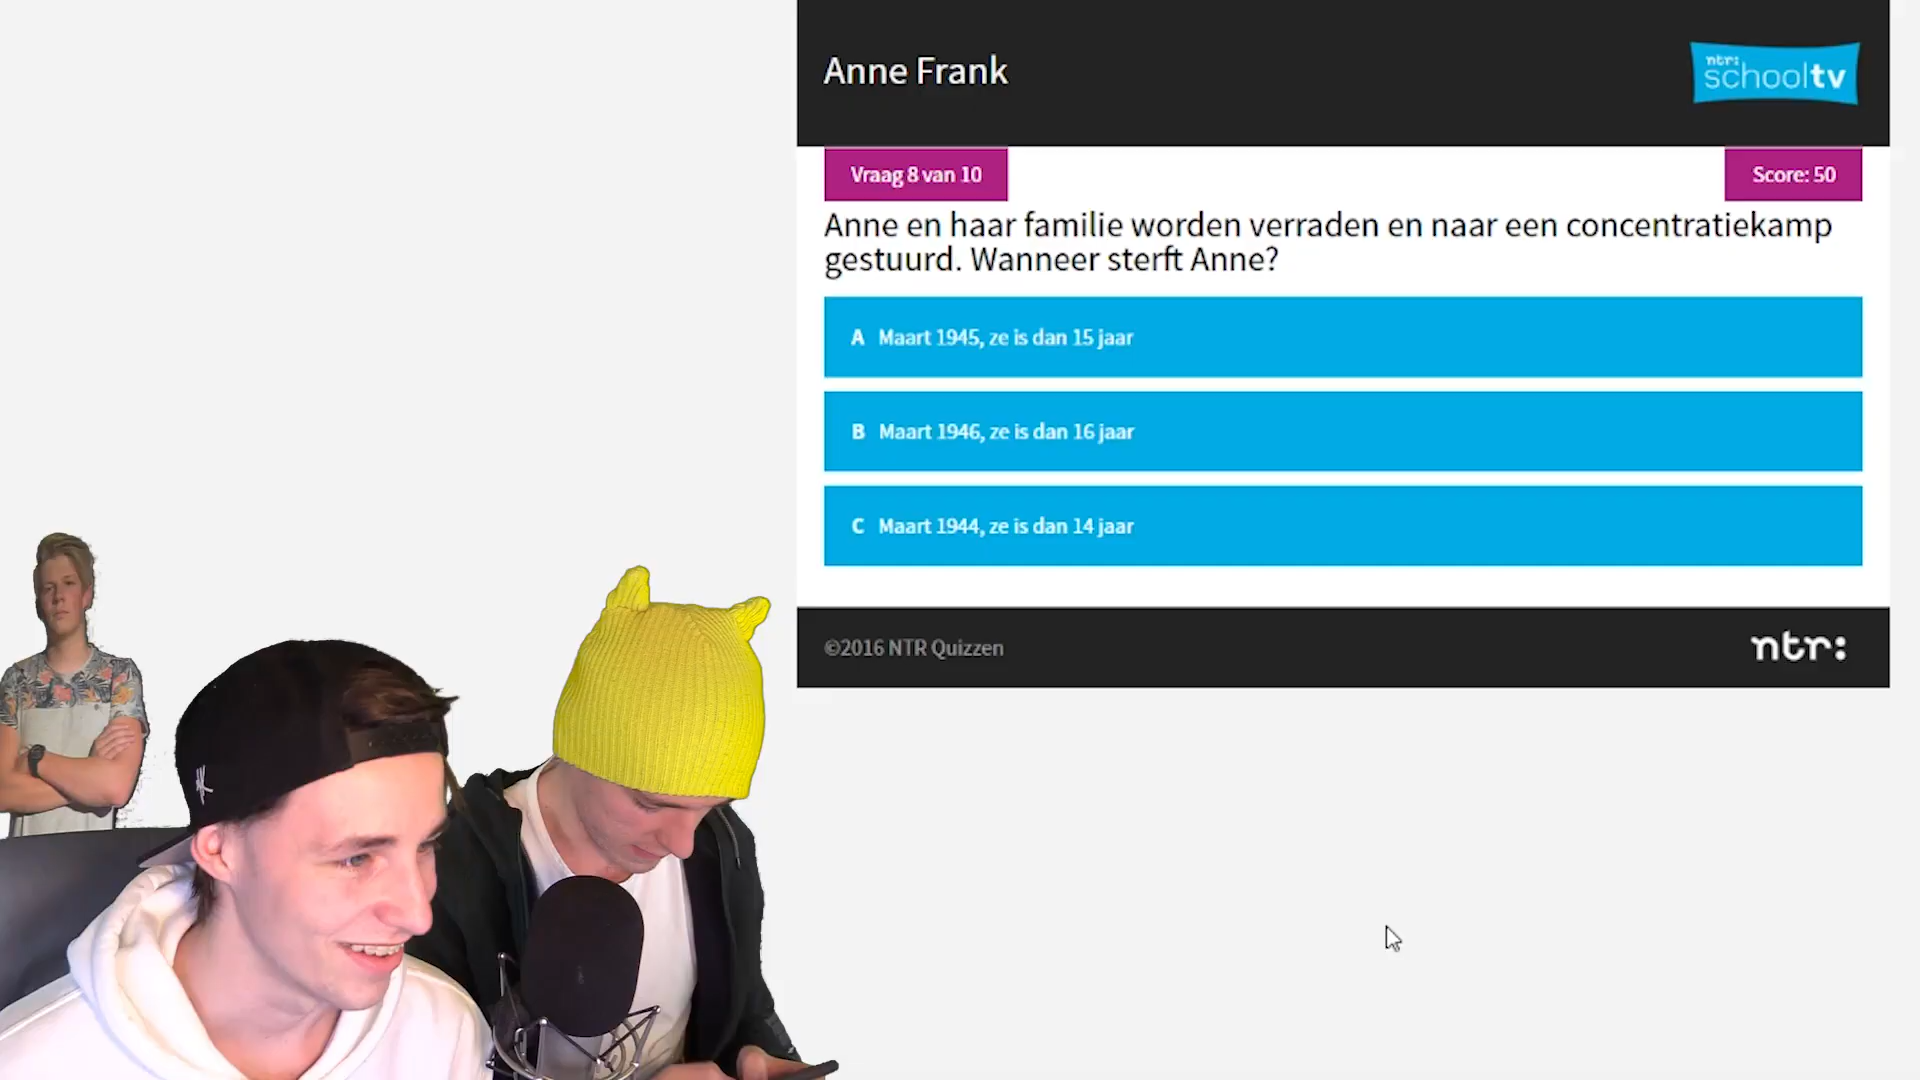 Anne Frank
ntr:
schooltv
Vraag 8 van 10
Score: 50
Anne en haar familie worden verraden en naar een concentratiekamp
gestuurd. Wanneer sterft Anne?
A Maart 1945, ze is dan 15 jaar
B Maart 1946, ze is dan 16 jaar
C Maart 1944, ze is dan 14 jaar
©2016 NTR Quizzen
ntr: